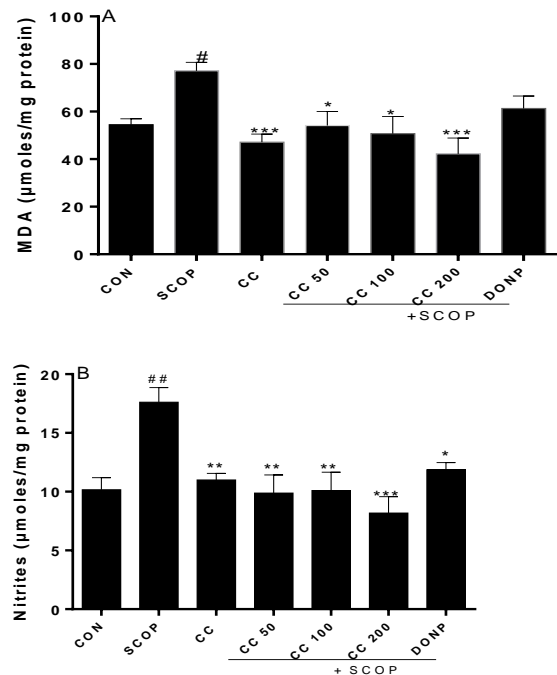 A
MDA (µmoles/mg protein)
100
80
60
40
20
0
#
***
*
*
***
CON
SCOP
CC
CC 50
CC 100
CC 200
DONP
+SCOP
B
Nitrites (µmoles/mg protein)
20
15
10
5
0
##
**
**
**
***
*
CON
SCOP
CC
CC 50
CC 100
CC 200
DONP
+ SCOP